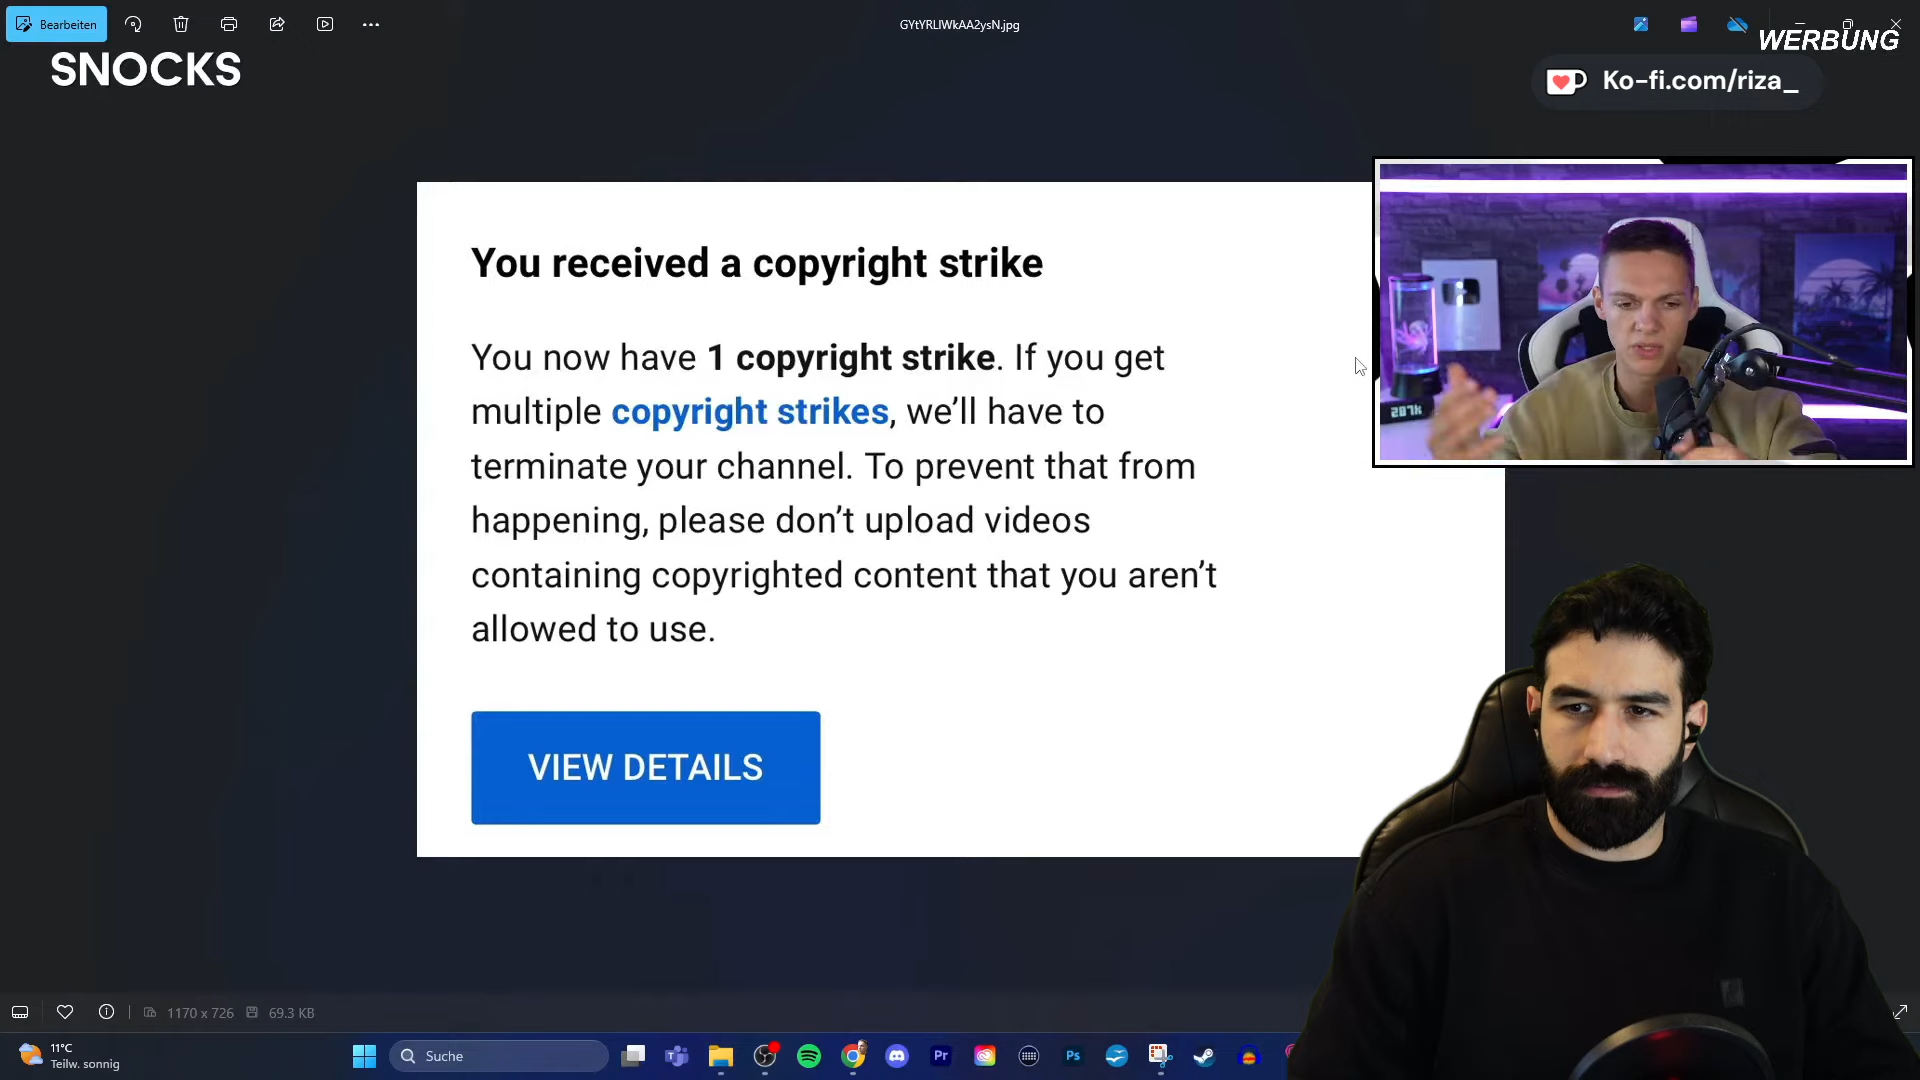 Bearbeiten
GYtYRLlWkAA2ysN.jpg
WERBUNG
SNOCKS
Ko-fi.com/riza_
You received a copyright strike
You now have 1 copyright strike. If you get
multiple copyright strikes, we'll have to
terminate your channel. To prevent that from
happening, please don't upload videos
containing copyrighted content that you aren't
allowed to use.
VIEW DETAILS
287k
1170 x 726
69.3 KB
11°C
Teilw. sonnig
Suche
Pr
Ps